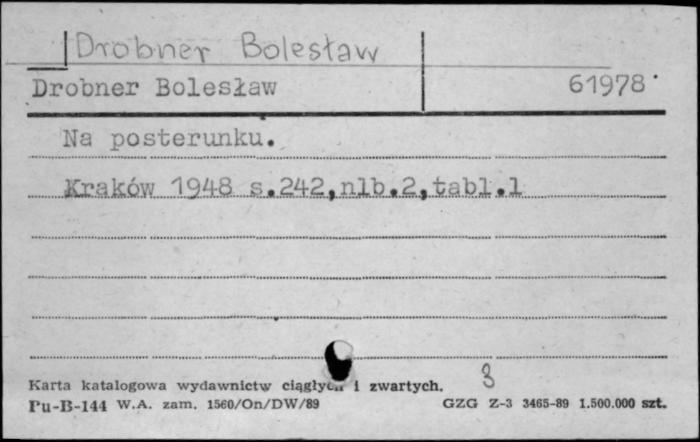 Drobner Bolesław
Drobner Bolesław 61978
Na posterunku.
Kraków 1948 s.242,nlb.2,tabl.1
Karta katalogowa wydawnictw ciągłych i zwartych. 3
Pu-B-144 W.A. zam. 1560/On/DW/89 GZG Z-3 3465-89 1.500.000 szt.